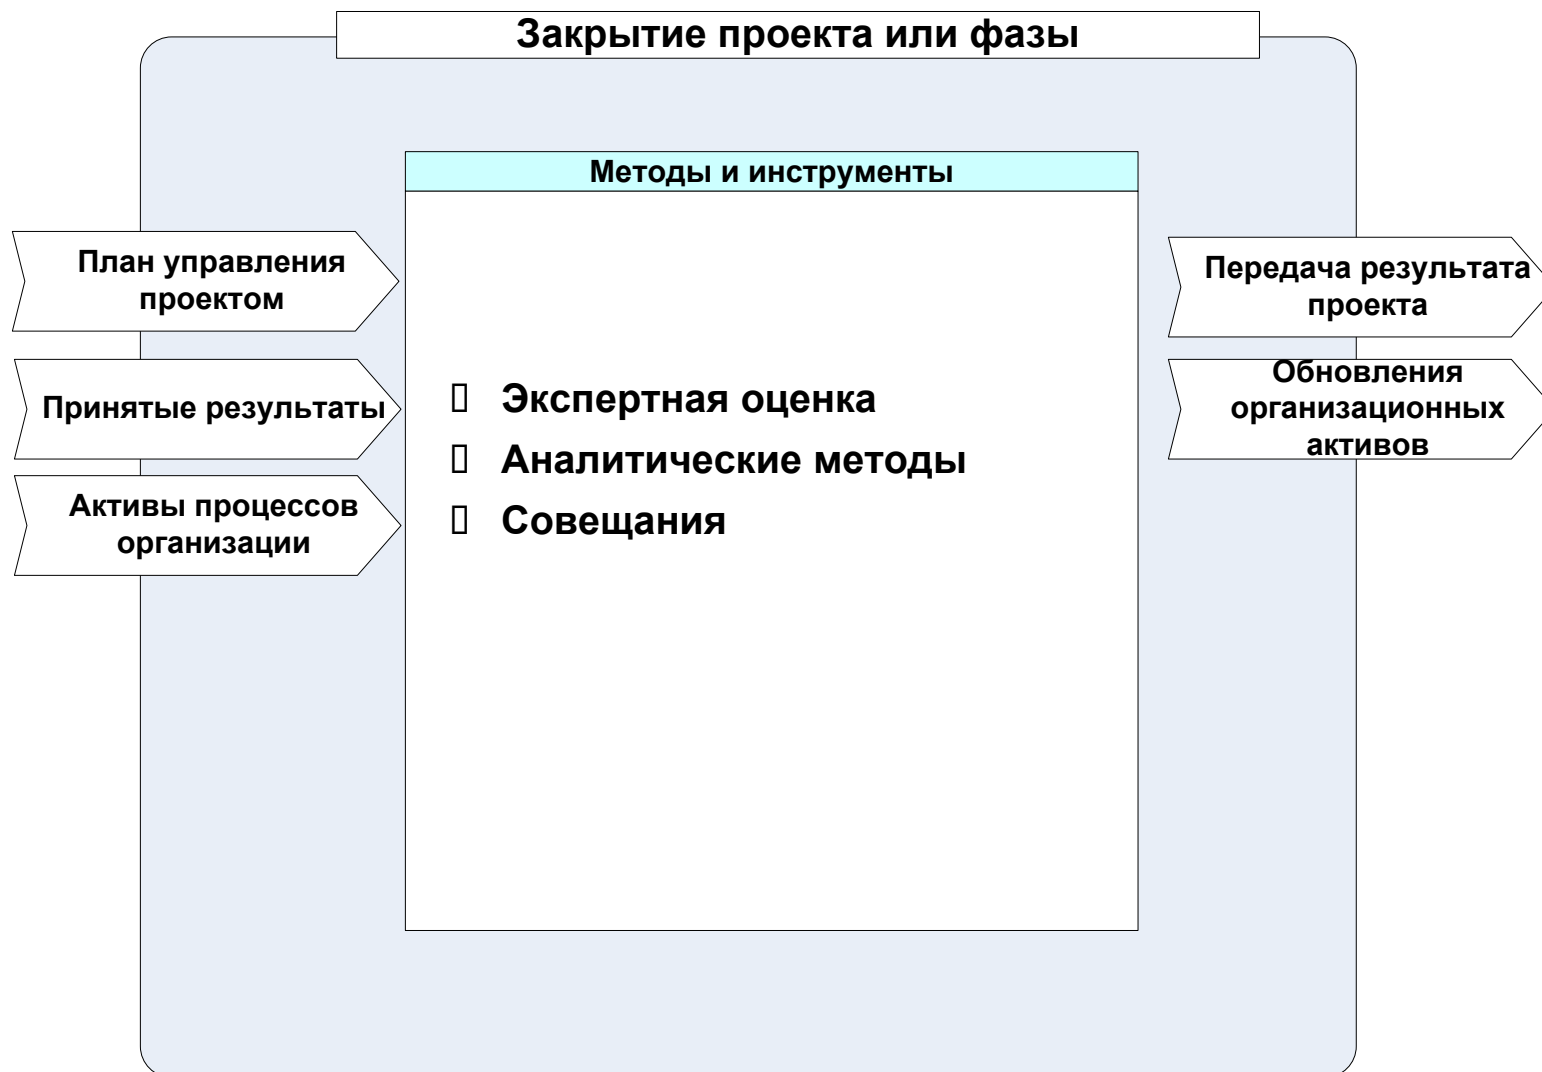 Закрытие проекта или фазы
Методы и инструменты
План управления
проектом
Принятые результаты
Активы процессов
организации
Экспертная оценка
Аналитические методы
Совещания
Передача результата
проекта
Обновления
организационных
активов